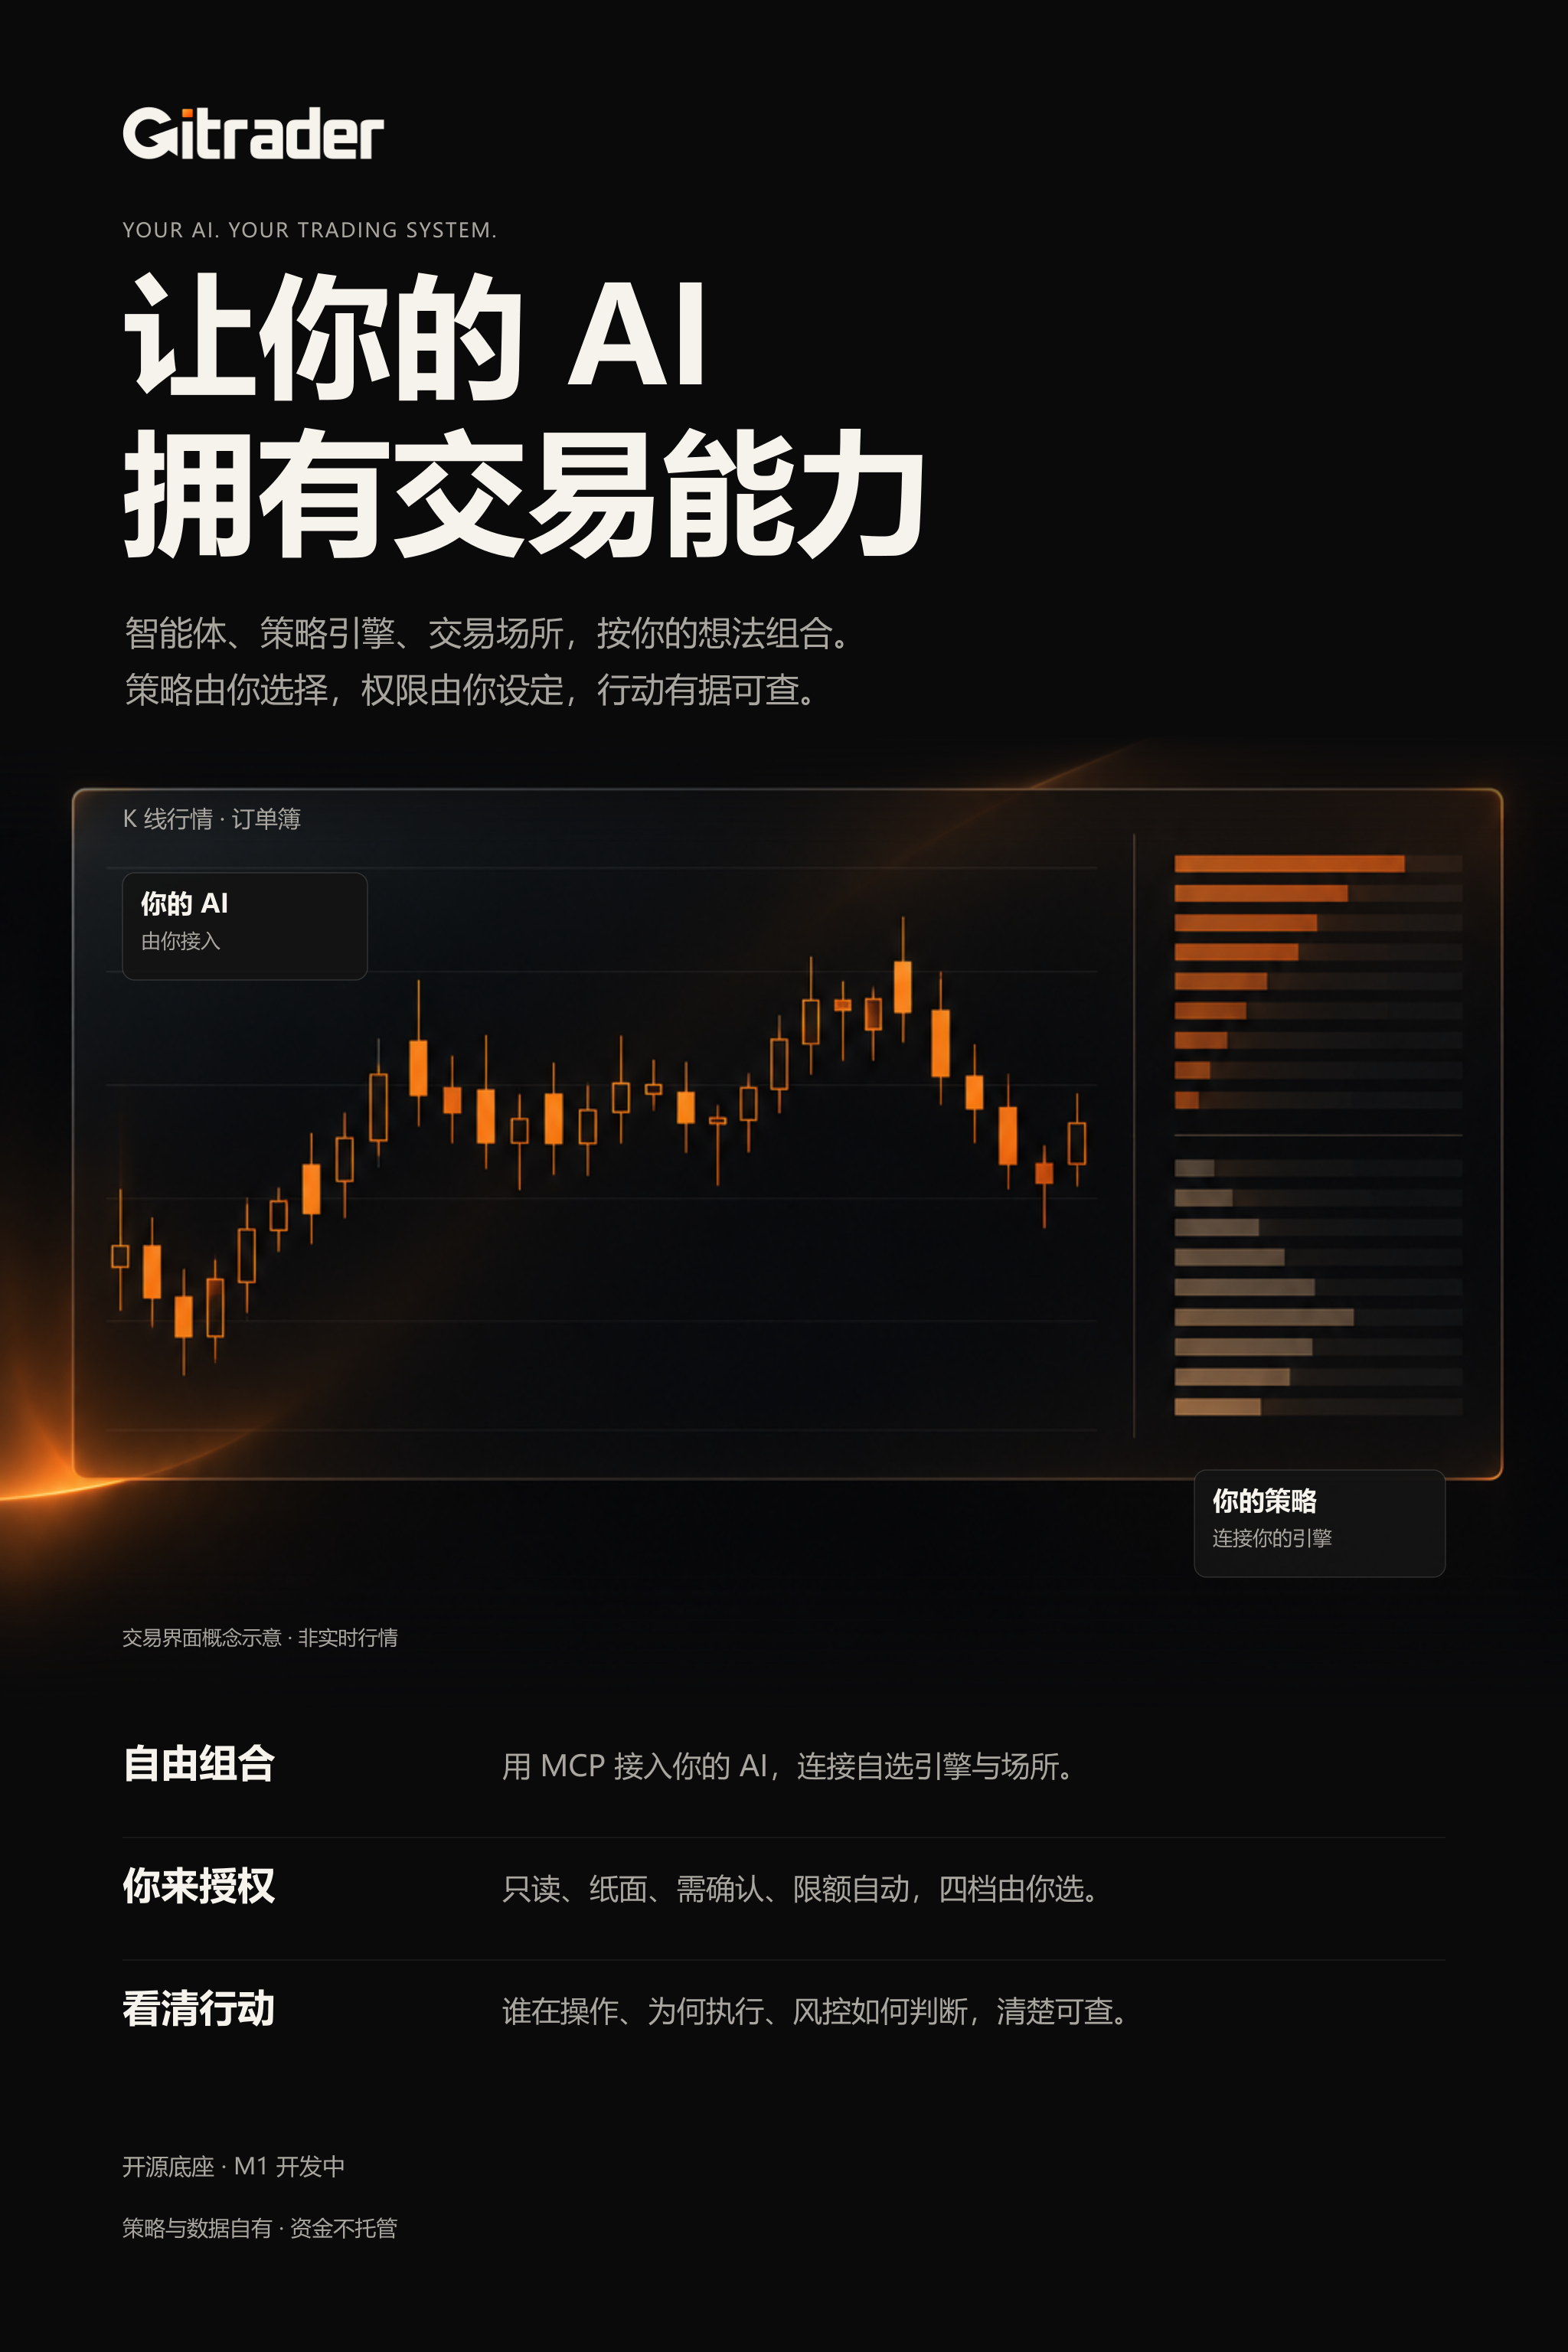 Gitrader
YOUR AI. YOUR TRADING SYSTEM.
让你的 AI
拥有交易能力
智能体、策略引擎、交易场所，按你的想法组合。
策略由你选择，权限由你设定，行动有据可查。
K 线行情 · 订单簿
你的 AI
由你接入
你的策略
连接你的引擎
交易界面概念示意 · 非实时行情
自由组合
用 MCP 接入你的 AI，连接自选引擎与场所。
你来授权
只读、纸面、需确认、限额自动，四档由你选。
看清行动
谁在操作、为何执行、风控如何判断，清楚可查。
开源底座 · M1 开发中
策略与数据自有 · 资金不托管